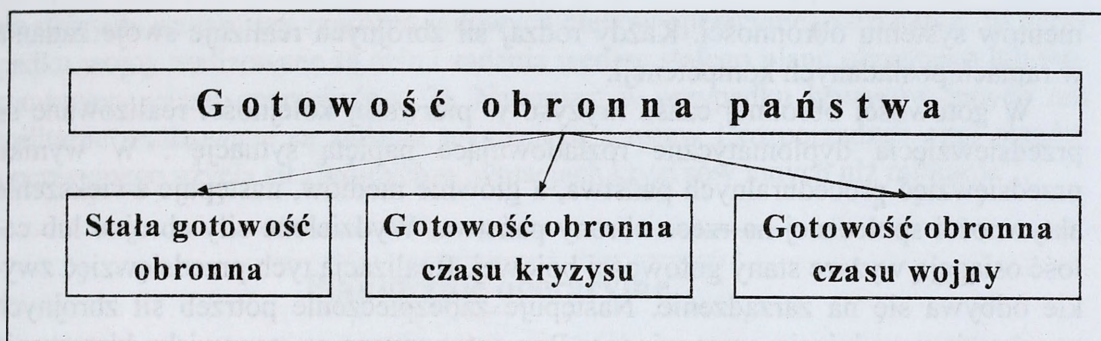 Gotowość obronna państwa
Stała gotowość
obronna
Gotowość obronna
czasu kryzysu
Gotowość obronna
czasu wojny